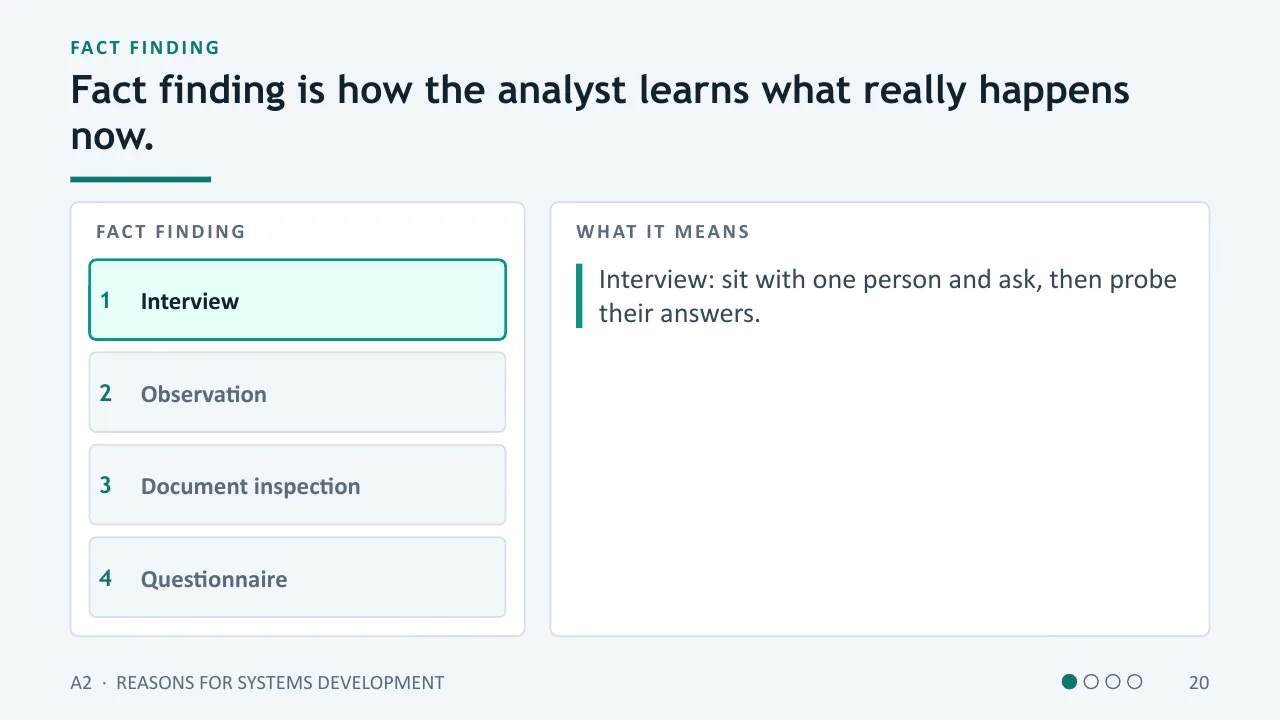 FACT FINDING
Fact finding is how the analyst learns what really happens
now.
FACT FINDING
1 Interview
2 Observation
3 Document inspection
4 Questionnaire
WHAT IT MEANS
Interview: sit with one person and ask, then probe
their answers.
A2 · REASONS FOR SYSTEMS DEVELOPMENT
20